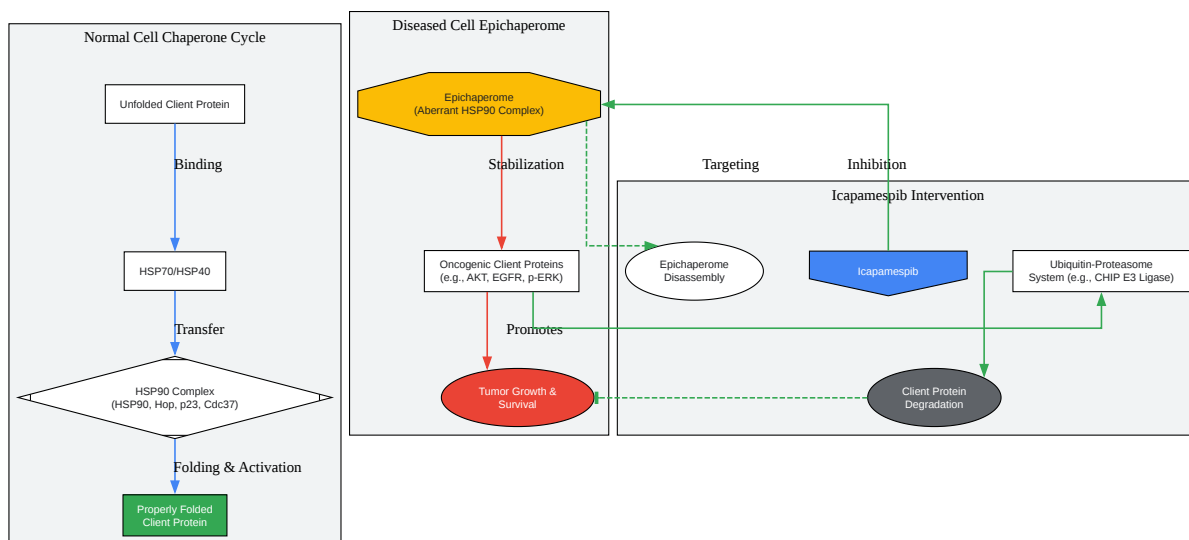 Normal Cell Chaperone Cycle
Unfolded Client Protein
Binding
HSP70/HSP40
Transfer
HSP90 Complex
(HSP90, Hop, p23, Cdc37)
Folding & Activation
Properly Folded
Client Protein
Diseased Cell Epichaperome
Epichaperome
(Aberrant HSP90 Complex)
Stabilization
Oncogenic Client Proteins
(e.g., AKT, EGFR, p-ERK)
Promotes
Tumor Growth &
Survival
Targeting
Inhibition
Icapamespib Intervention
Epichaperome
Disassembly
Icapamespib
Ubiquitin-Proteasome
System (e.g., CHIP E3 Ligase)
Client Protein
Degradation